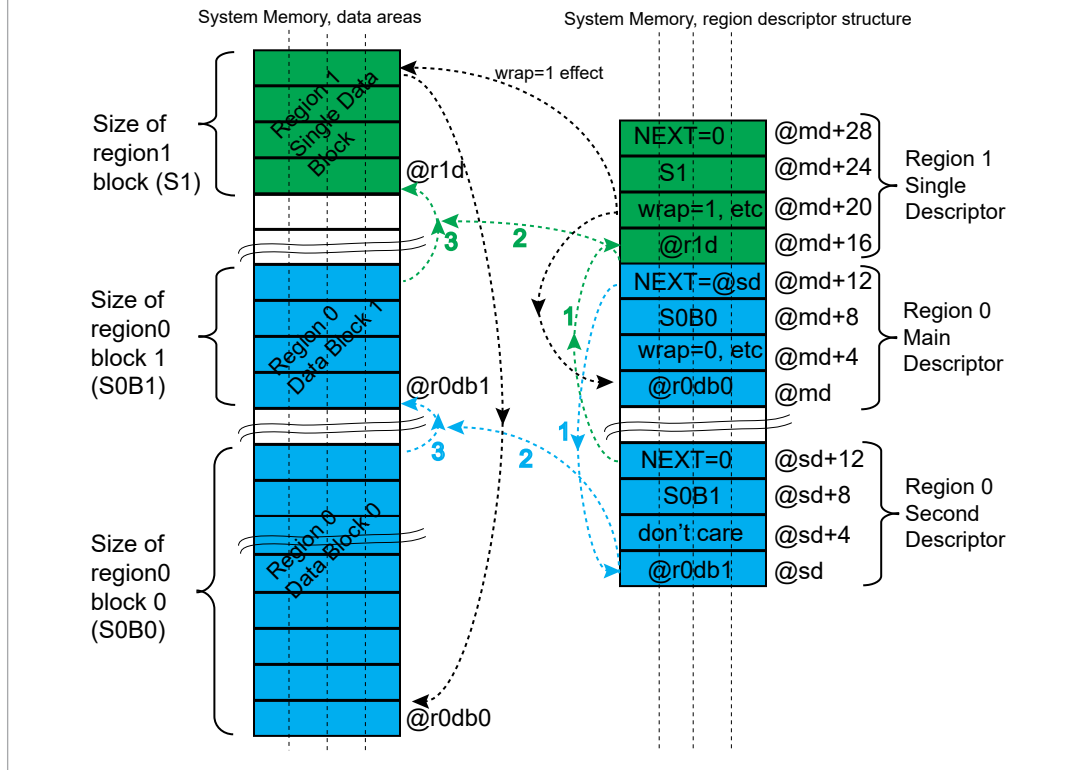 System Memory, data areas
System Memory, region descriptor structure
Size of
region1
block (S1)
Region 1
Single Data
Block
@r1d
wrap=1 effect
3
2
Size of
region0
block 1
(S0B1)
Region 0
Data Block 1
@r0db1
3
2
Size of
region0
block 0
(S0B0)
Region 0
Data Block 0
@r0db0
1
1
NEXT=0
@md+28
S1
@md+24
wrap=1, etc
@md+20
@r1d
@md+16
Region 1
Single
Descriptor
NEXT=@sd
@md+12
S0B0
@md+8
wrap=0, etc
@md+4
@r0db0
@md
Region 0
Main
Descriptor
NEXT=0
@sd+12
S0B1
@sd+8
don't care
@sd+4
@r0db1
@sd
Region 0
Second
Descriptor